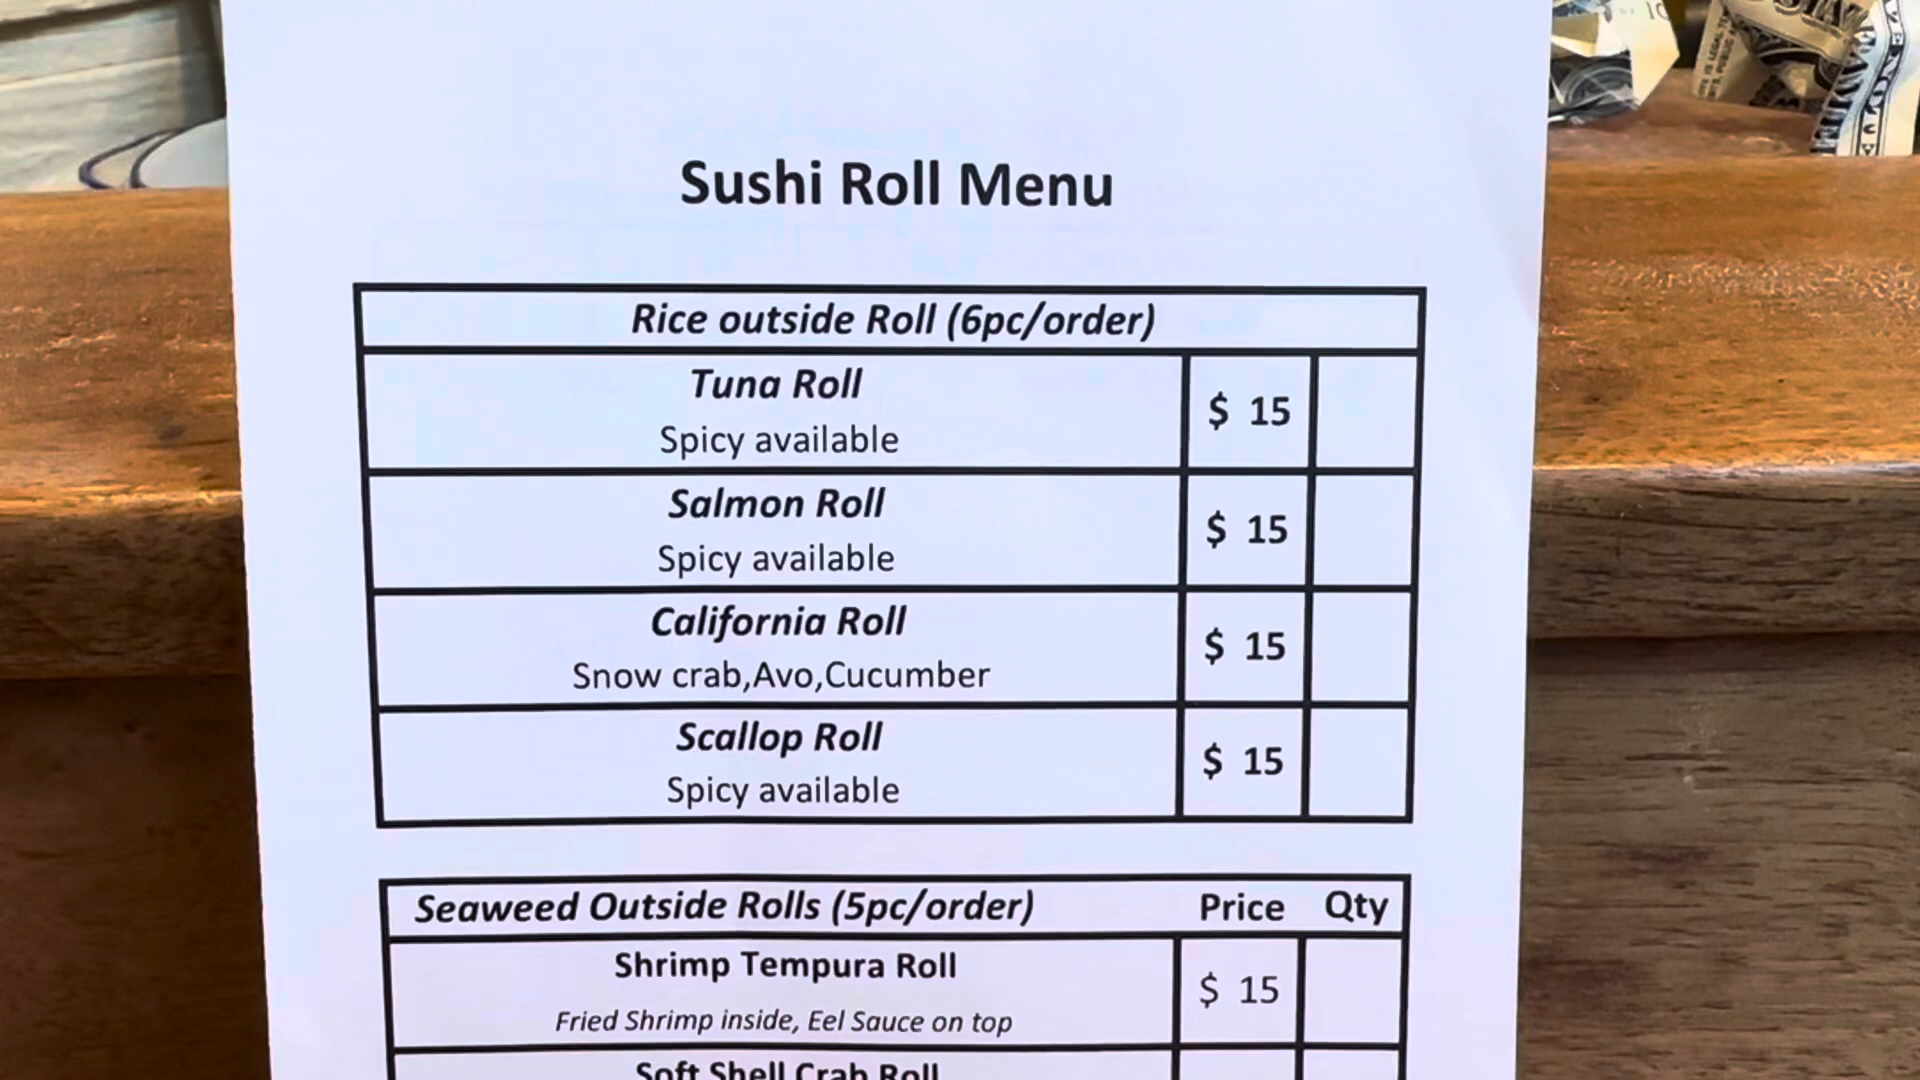 Sushi Roll Menu
Rice outside Roll (6pc/order)
Tuna Roll
Spicy available
$ 15
Salmon Roll
Spicy available
$ 15
California Roll
Snow crab,Avo,Cucumber
$ 15
Scallop Roll
Spicy available
$ 15
Seaweed Outside Rolls (5pc/order) Price Qty
Shrimp Tempura Roll
Fried Shrimp inside, Eel Sauce on top
$ 15
Soft Shell Crab Roll